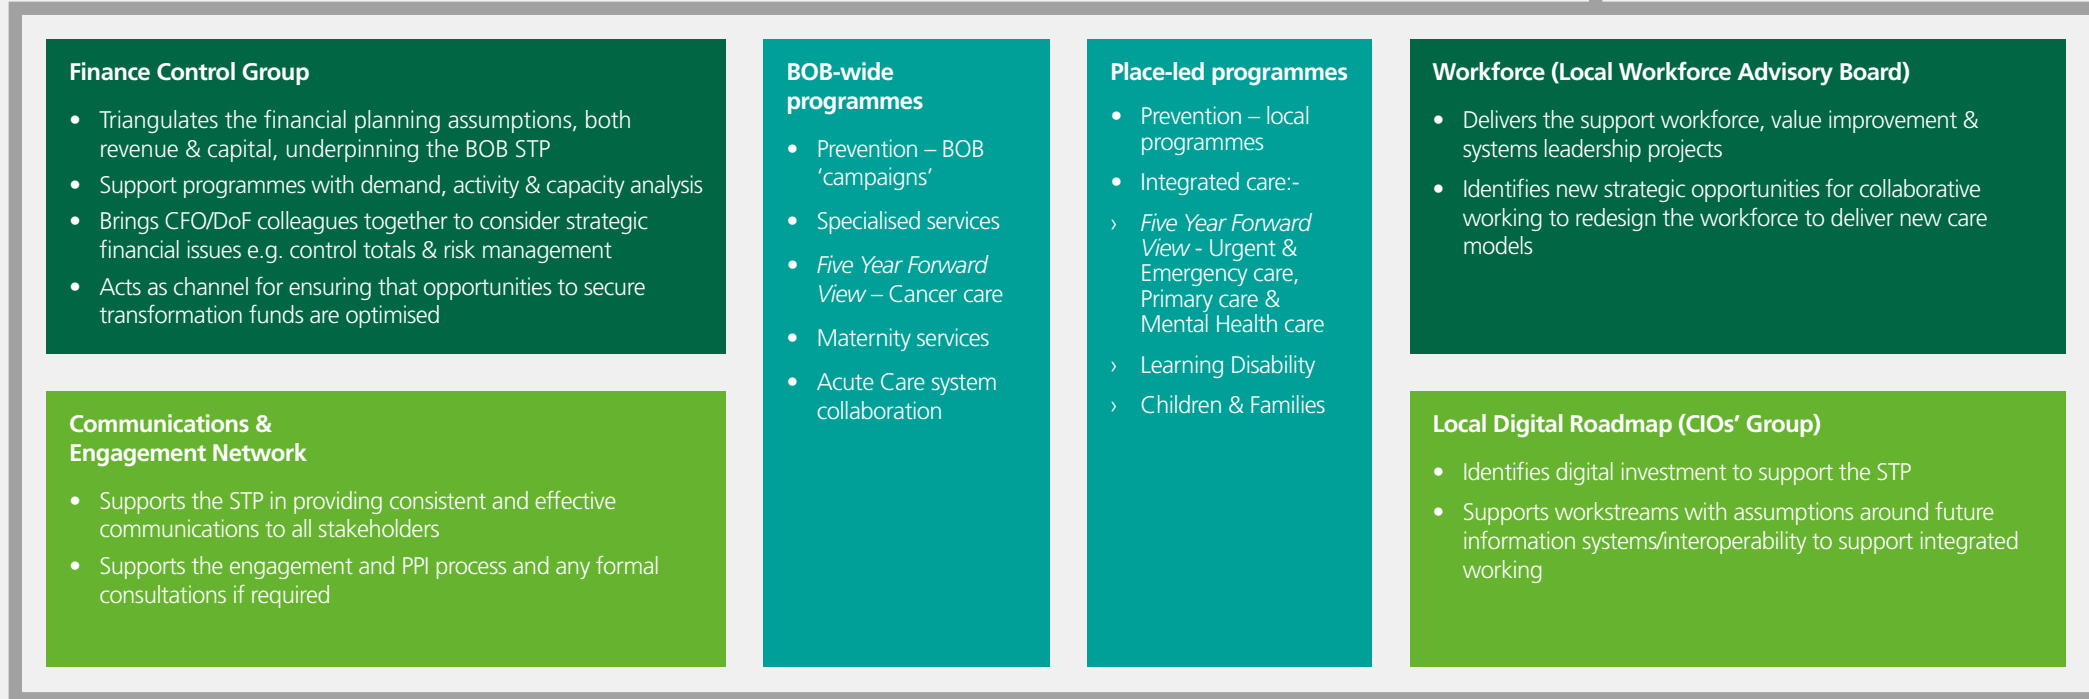 Finance Control Group
• Triangulates the financial planning assumptions, both
revenue & capital, underpinning the BOB STP
• Support programmes with demand, activity & capacity analysis
• Brings CFO/DoF colleagues together to consider strategic
financial issues e.g. control totals & risk management
• Acts as channel for ensuring that opportunities to secure
transformation funds are optimised
Communications &
Engagement Network
• Supports the STP in providing consistent and effective
communications to all stakeholders
• Supports the engagement and PPI process and any formal
consultations if required
BOB-wide
programmes
• Prevention – BOB
‘campaigns’
• Specialised services
• Five Year Forward
View – Cancer care
• Maternity services
• Acute Care system
collaboration
Place-led programmes
• Prevention – local
programmes
• Integrated care:-
› Five Year Forward
View - Urgent &
Emergency care,
Primary care &
Mental Health care
› Learning Disability
› Children & Families
Workforce (Local Workforce Advisory Board)
• Delivers the support workforce, value improvement &
systems leadership projects
• Identifies new strategic opportunities for collaborative
working to redesign the workforce to deliver new care
models
Local Digital Roadmap (CIOs’ Group)
• Identifies digital investment to support the STP
• Supports workstreams with assumptions around future
information systems/interoperability to support integrated
working